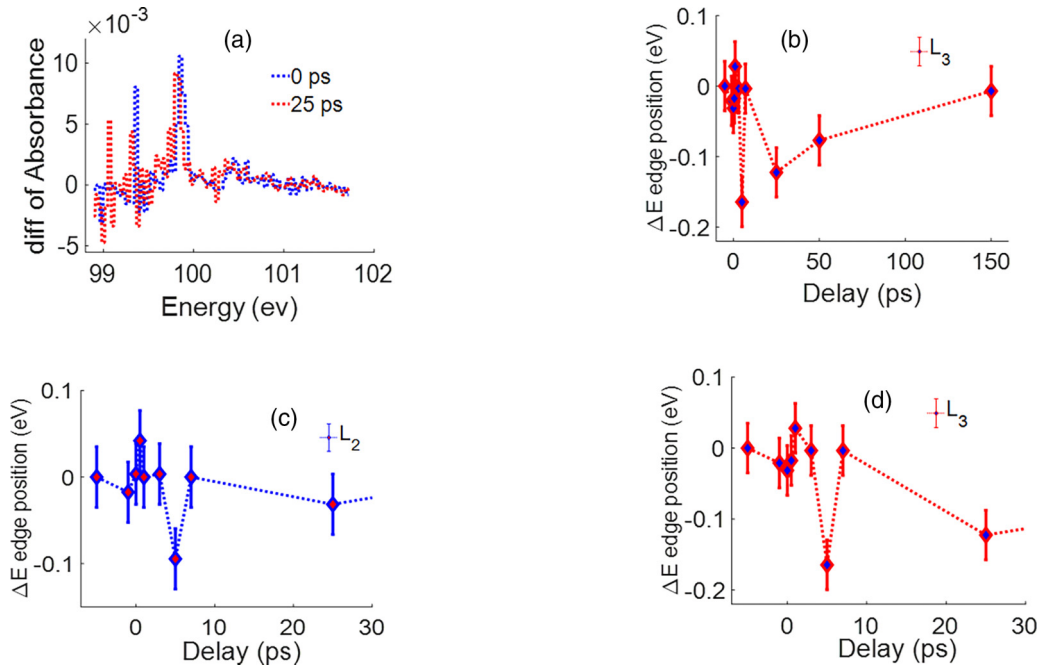 ×10⁻³
(a)
0 ps
25 ps
10
5
0
-5
diff of Absorbance
99
100
101
102
Energy (ev)
(b)
L₃
0.1
0
-0.1
-0.2
ΔE edge position (eV)
0
50
100
150
Delay (ps)
(c)
L₂
0.1
0
-0.1
ΔE edge position (eV)
0
10
20
30
Delay (ps)
(d)
L₃
0.1
0
-0.1
-0.2
ΔE edge position (eV)
0
10
20
30
Delay (ps)